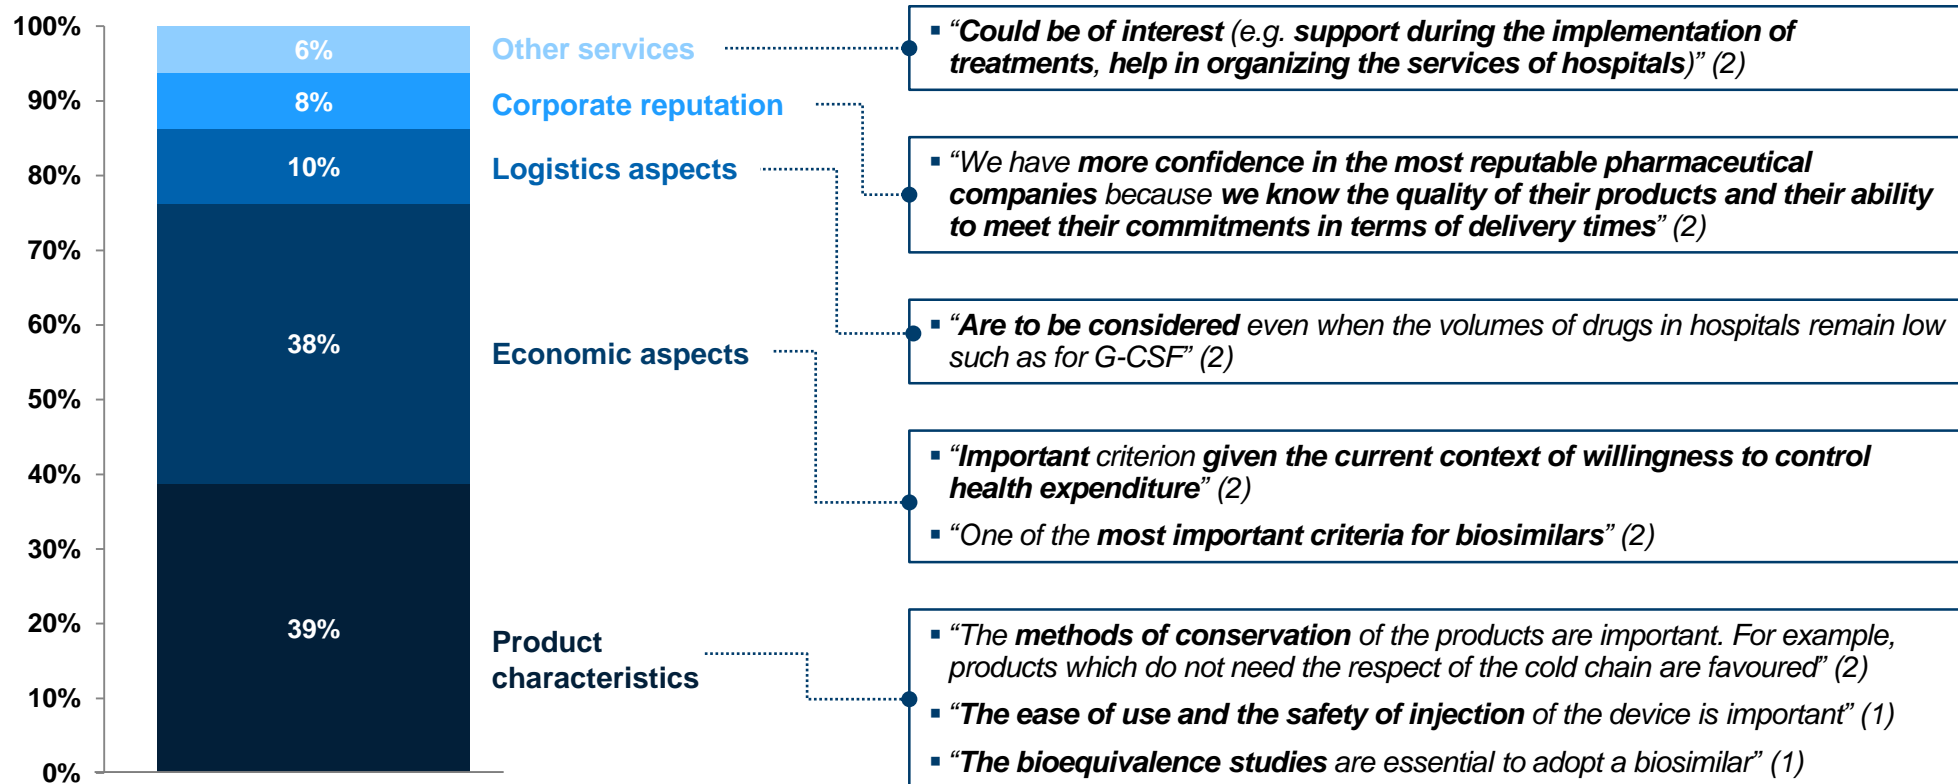 100%
90%
80%
70%
60%
50%
40%
30%
20%
10%
0%
6%
8%
10%
38%
39%
Other services
Corporate reputation
Logistics aspects
Economic aspects
Product
characteristics
▪ “Could be of interest (e.g. support during the implementation of
treatments, help in organizing the services of hospitals)” (2)
▪ “We have more confidence in the most reputable pharmaceutical
companies because we know the quality of their products and their ability
to meet their commitments in terms of delivery times” (2)
▪ “Are to be considered even when the volumes of drugs in hospitals remain low
such as for G-CSF” (2)
▪ “Important criterion given the current context of willingness to control
health expenditure” (2)
▪ “One of the most important criteria for biosimilars” (2)
▪ “The methods of conservation of the products are important. For example,
products which do not need the respect of the cold chain are favoured” (2)
▪ “The ease of use and the safety of injection of the device is important” (1)
▪ “The bioequivalence studies are essential to adopt a biosimilar” (1)